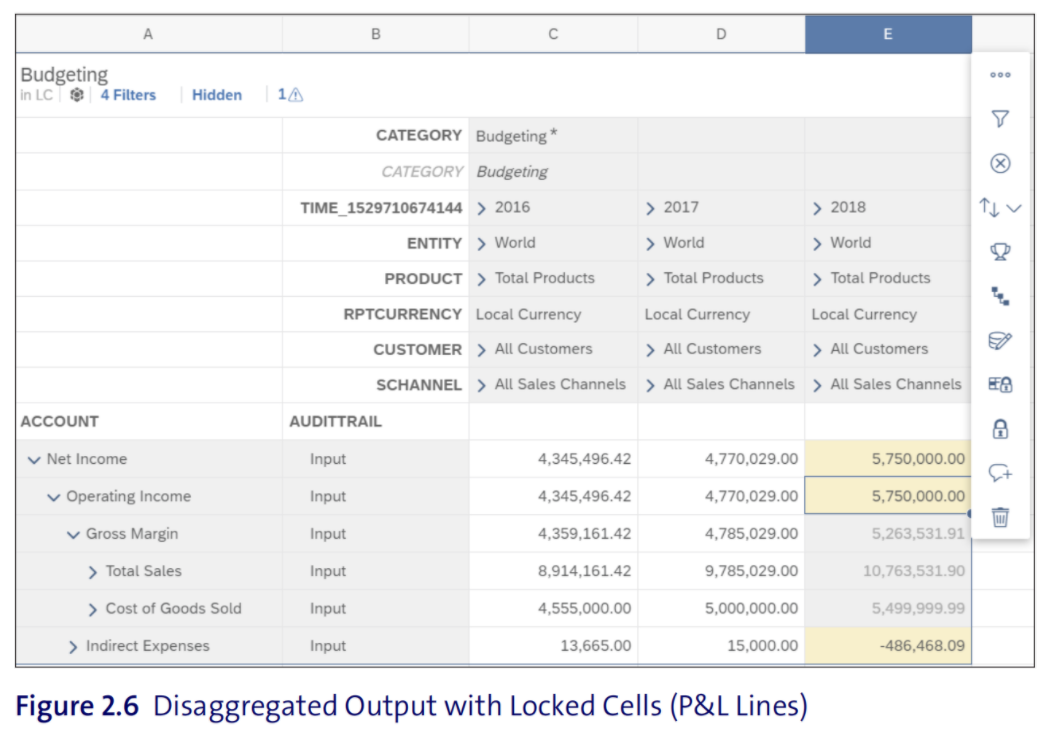 A B C D E
Budgeting
in LC 4 Filters Hidden 1
CATEGORY Budgeting*
CATEGORY Budgeting
TIME_1529710674144 2016 2017 2018
ENTITY World World World
PRODUCT Total Products Total Products Total Products
RPTCURRENCY Local Currency Local Currency Local Currency
CUSTOMER All Customers All Customers All Customers
SCHANNEL All Sales Channels All Sales Channels All Sales Channels
ACCOUNT AUDITTRAIL
Net Income Input 4,345,496.42 4,770,029.00 5,750,000.00
Operating Income Input 4,345,496.42 4,770,029.00 5,750,000.00
Gross Margin Input 4,359,161.42 4,785,029.00 5,263,531.91
Total Sales Input 8,914,161.42 9,785,029.00 10,763,531.90
Cost of Goods Sold Input 4,555,000.00 5,000,000.00 5,499,999.99
Indirect Expenses Input 13,665.00 15,000.00 -486,468.09
Figure 2.6 Disaggregated Output with Locked Cells (P&L Lines)